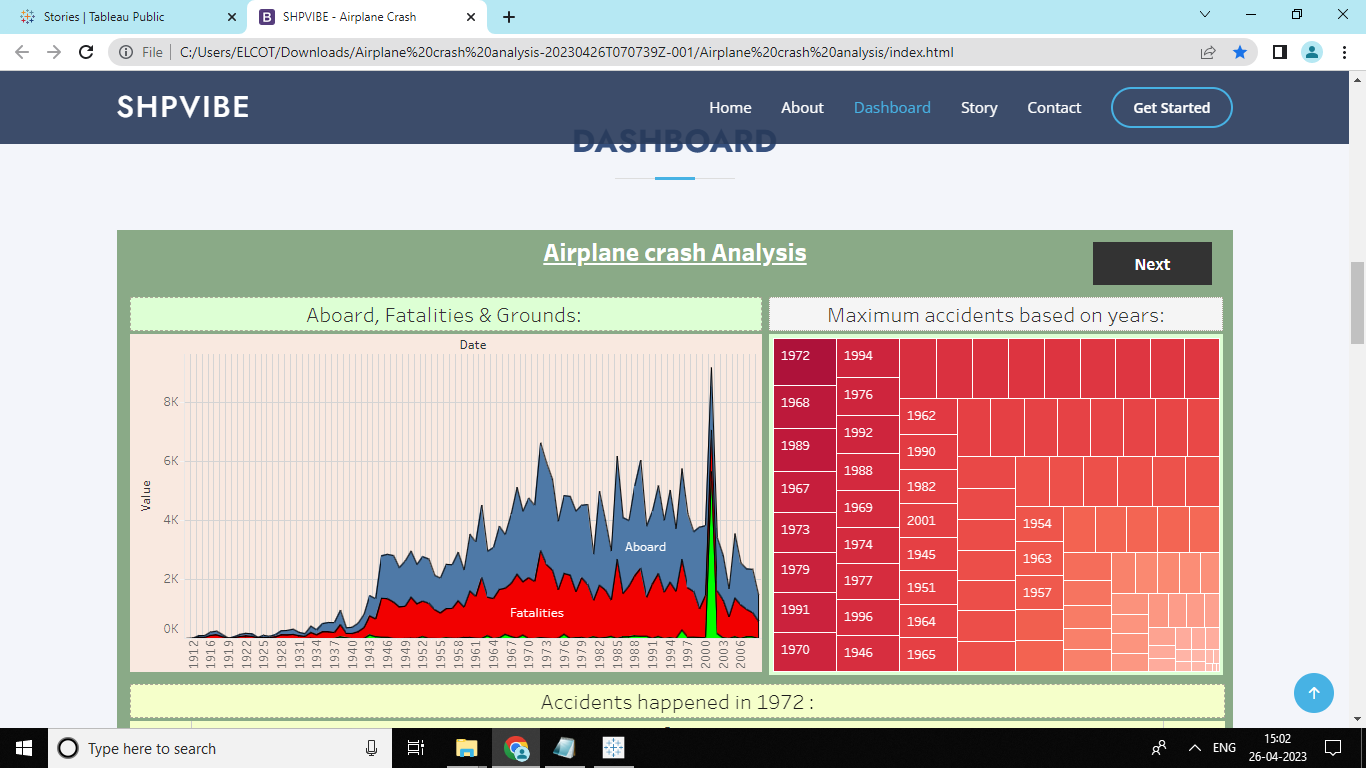 Stories | Tableau Public
SHPVIBE - Airplane Crash
File | C:/Users/ELCOT/Downloads/Airplane%20crash%20analysis-20230426T070739Z-001/Airplane%20crash%20analysis/index.html
SHPVIBE
Home About Dashboard Story Contact Get Started
DASHBOARD
Airplane crash Analysis
Next
Aboard, Fatalities & Grounds:
Date
Value
8K
6K
4K
2K
0K
Aboard
Fatalities
1912 1916 1919 1922 1925 1928 1931 1934 1937 1940 1943 1946 1949 1952 1955 1958 1961 1964 1967 1970 1973 1976 1979 1982 1985 1988 1991 1994 1997 2000 2003 2006
Maximum accidents based on years:
1972
1968
1989
1967
1973
1979
1991
1970
1994
1976
1992
1988
1969
1974
1977
1996
1946
1962
1990
1982
2001
1945
1951
1964
1965
1954
1963
1957
Accidents happened in 1972 :
Type here to search
ENG
15:02
26-04-2023